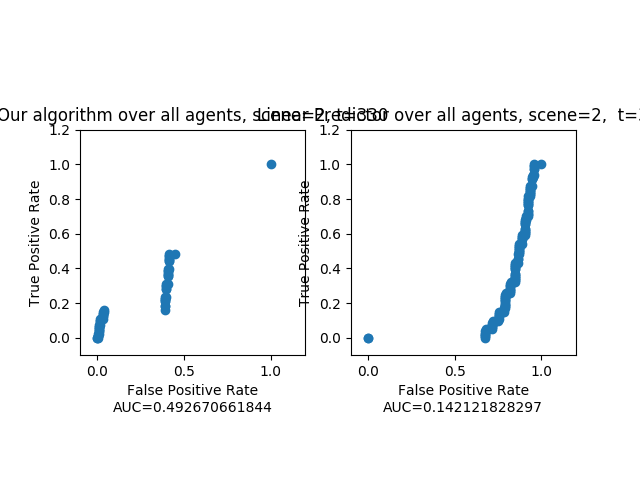 Our algorithm over all agents, scene=2, t=330
Linear Predictor over all agents, scene=2, t=3
1.2
1.0
0.8
0.6
0.4
0.2
0.0
True Positive Rate
0.0 0.5 1.0
False Positive Rate
AUC=0.492670661844
1.2
1.0
0.8
0.6
0.4
0.2
0.0
True Positive Rate
0.0 0.5 1.0
False Positive Rate
AUC=0.142121828297